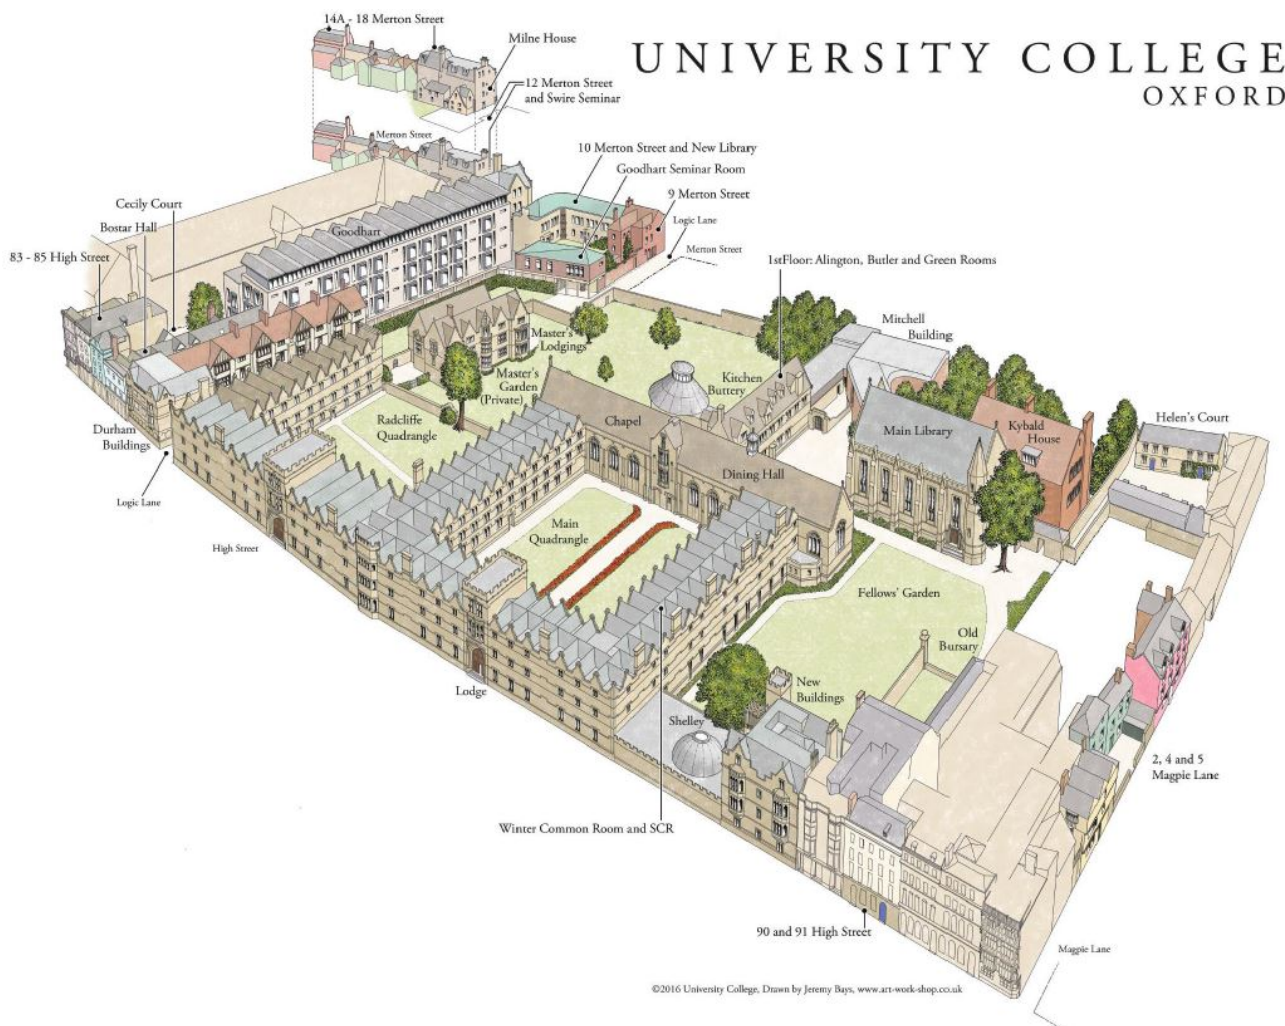 14A - 18 Merton Street
Milne House
UNIVERSITY COLLEGE
OXFORD
12 Merton Street
and Swire Seminar
Merton Street
10 Merton Street and New Library
Goodhart Seminar Room
9 Merton Street
Logic Lane
Merton Street
Cecily Court
Bostar Hall
83 - 85 High Street
Goodhart
1stFloor: Alington, Butler and Green Rooms
Mitchell
Building
Master's
Lodgings
Master's
Garden
(Private)
Kitchen
Buttery
Radcliffe
Quadrangle
Chapel
Dining Hall
Main Library
Kybald
House
Helen's Court
Durham
Buildings
Logic Lane
High Street
Main
Quadrangle
Fellows' Garden
Old
Bursary
New
Buildings
Lodge
Shelley
2, 4 and 5
Magpie Lane
Winter Common Room and SCR
90 and 91 High Street
Magpie Lane
©2016 University College, Drawn by Jeremy Bays, www.art-work-shop.co.uk